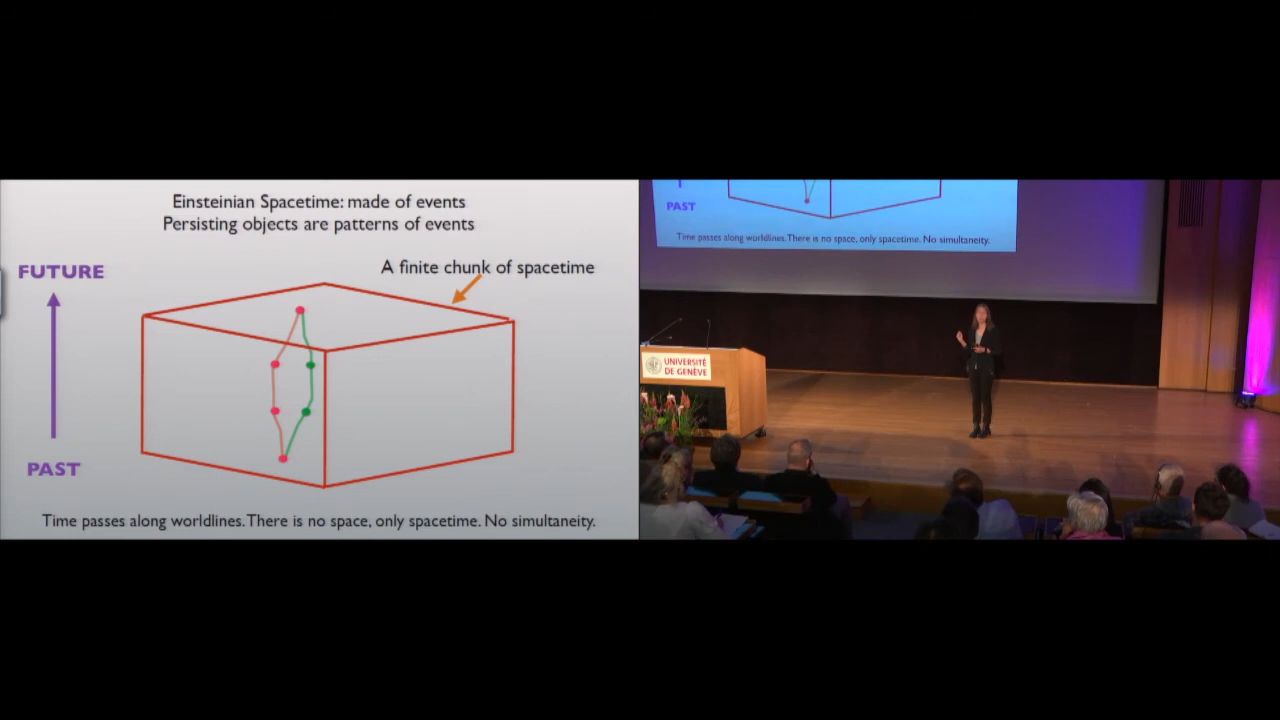 Einsteinian Spacetime: made of events
Persisting objects are patterns of events
A finite chunk of spacetime
FUTURE
PAST
Time passes along worldlines. There is no space, only spacetime. No simultaneity.
PAST
Time passes along worldlines. There is no space, only spacetime. No simultaneity.
UNIVERSITÉ
DE GENÈVE